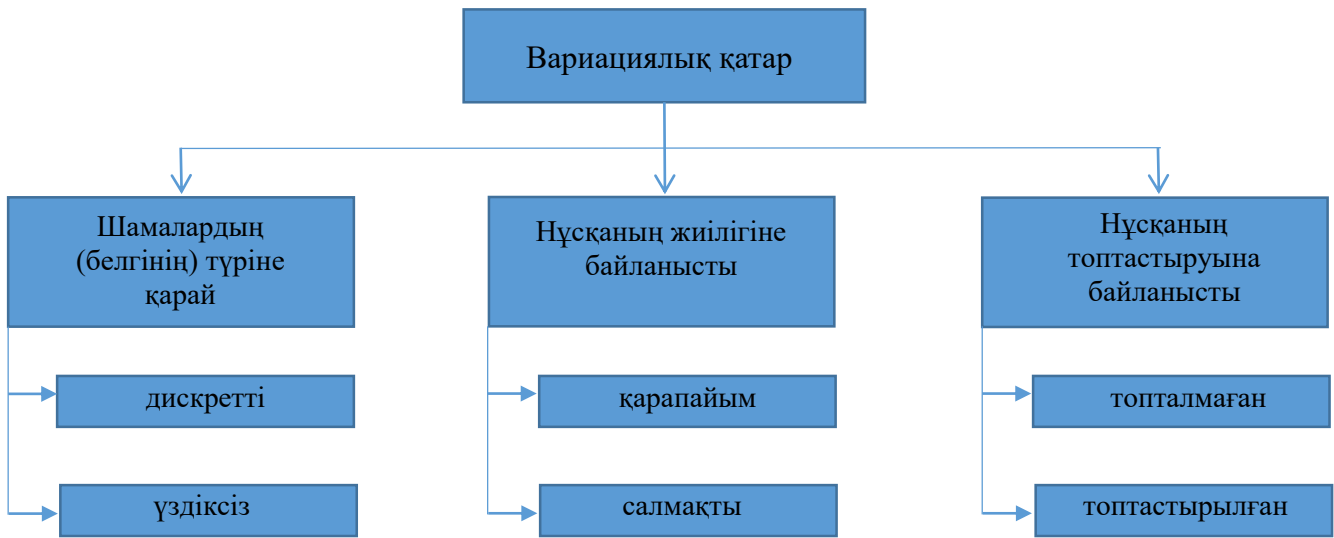 Вариациялық қатар
Шамалардың
(белгінің) түріне
қарай
дискретті
үздіксіз
Нұсқаның жиілігіне
байланысты
қарапайым
салмақты
Нұсқаның
топтастыруына
байланысты
топталмаған
топтастырылған